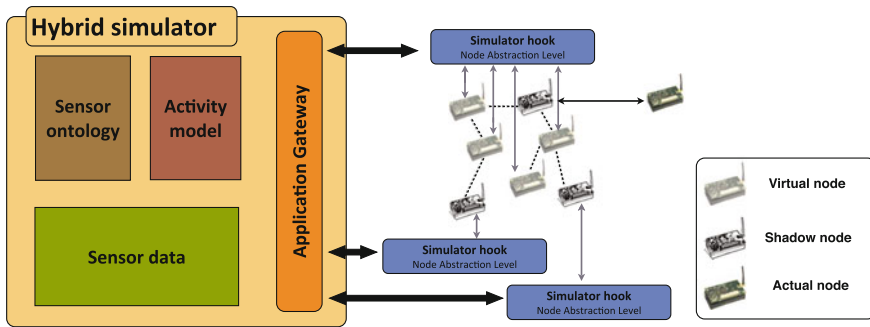 Hybrid simulator
Sensor
ontology
Activity
model
Sensor data
Application Gateway
Simulator hook
Node Abstraction Level
Simulator hook
Node Abstraction Level
Simulator hook
Node Abstraction Level
Virtual node
Shadow node
Actual node